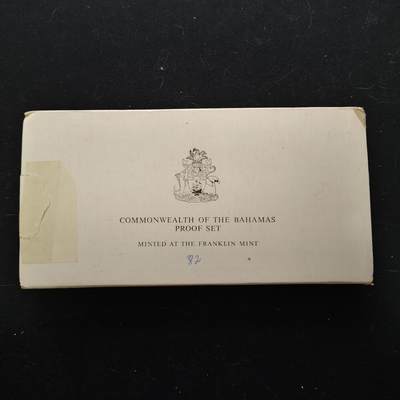 COMMONWEALTH OF THE BAHAMAS
PROOF SET
MINTED AT THE FRANKLIN MINT
82